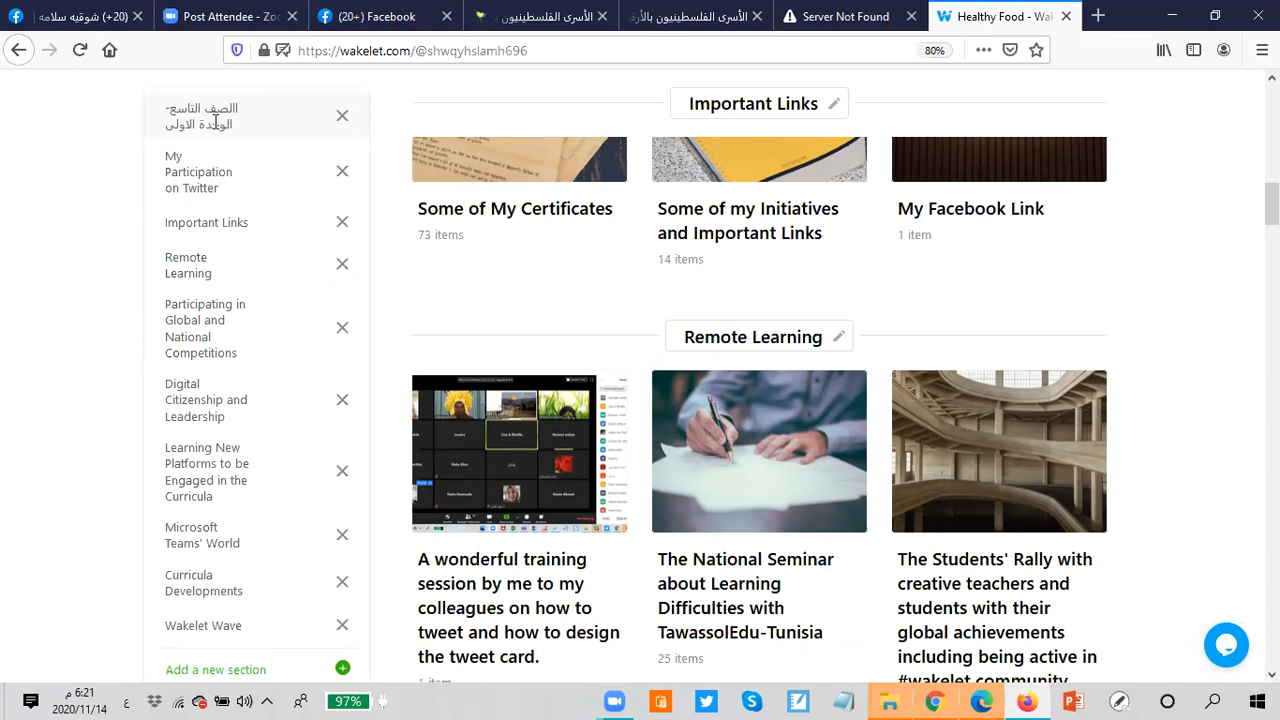 (20+) شوقيه سلامه
Post Attendee - Zoo
(20+) Facebook
الأسرى الفلسطينيون
الأسرى الفلسطينيون بالأرق
Server Not Found
Healthy Food - Wa
https://wakelet.com/@shwqyhslamh696
80%
االصف التاسع-
الوحدة الاولى
My
Participation
on Twitter
Important Links
Remote
Learning
Participating in
Global and
National
Competitions
Digital
Citizenship and
Leadership
Learning New
Platforms to be
Engaged in the
Curricula
Microsoft
Teams' World
Curricula
Developments
Wakelet Wave
Add a new section
Important Links
Some of My Certificates
73 items
Some of my Initiatives
and Important Links
14 items
My Facebook Link
1 item
Remote Learning
A wonderful training
session by me to my
colleagues on how to
tweet and how to design
the tweet card.
1 item
The National Seminar
about Learning
Difficulties with
TawassolEdu-Tunisia
25 items
The Students' Rally with
creative teachers and
students with their
global achievements
including being active in
#wakelet community
6:21 م
2020/11/14
ع
97%